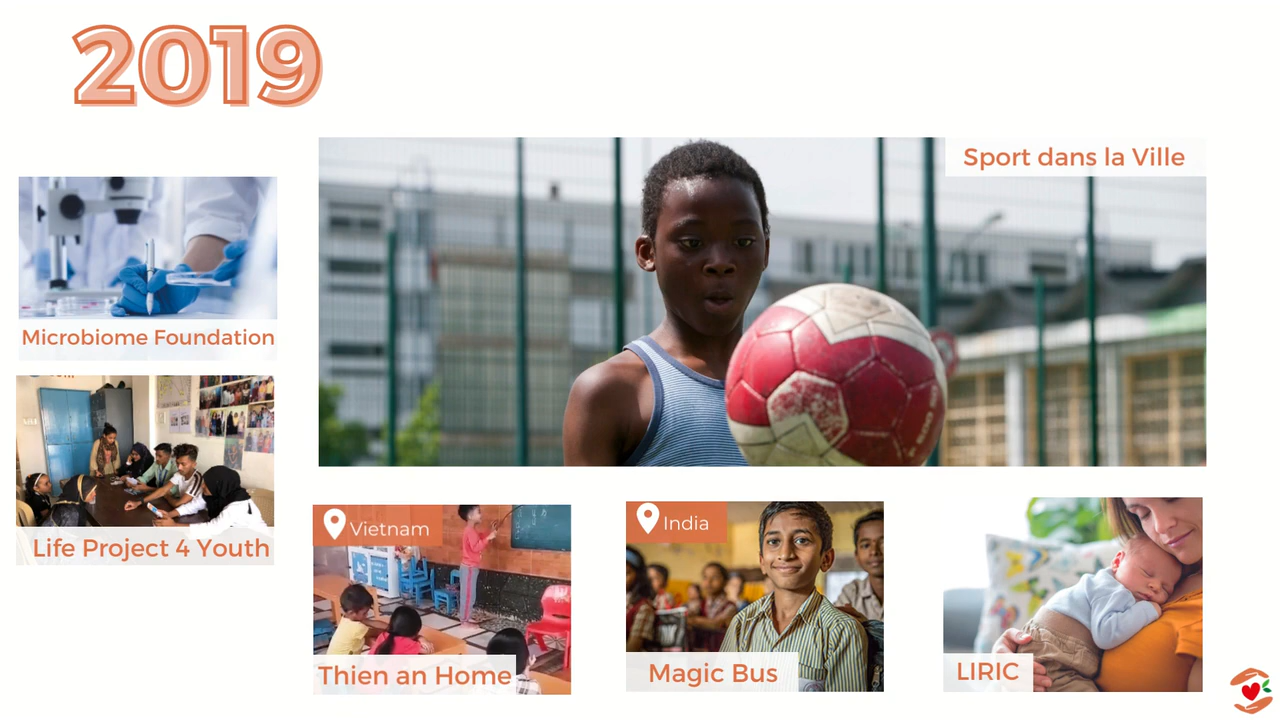 2019
Sport dans la Ville
Microbiome Foundation
Life Project 4 Youth
Vietnam
Thien an Home
India
Magic Bus
LIRIC